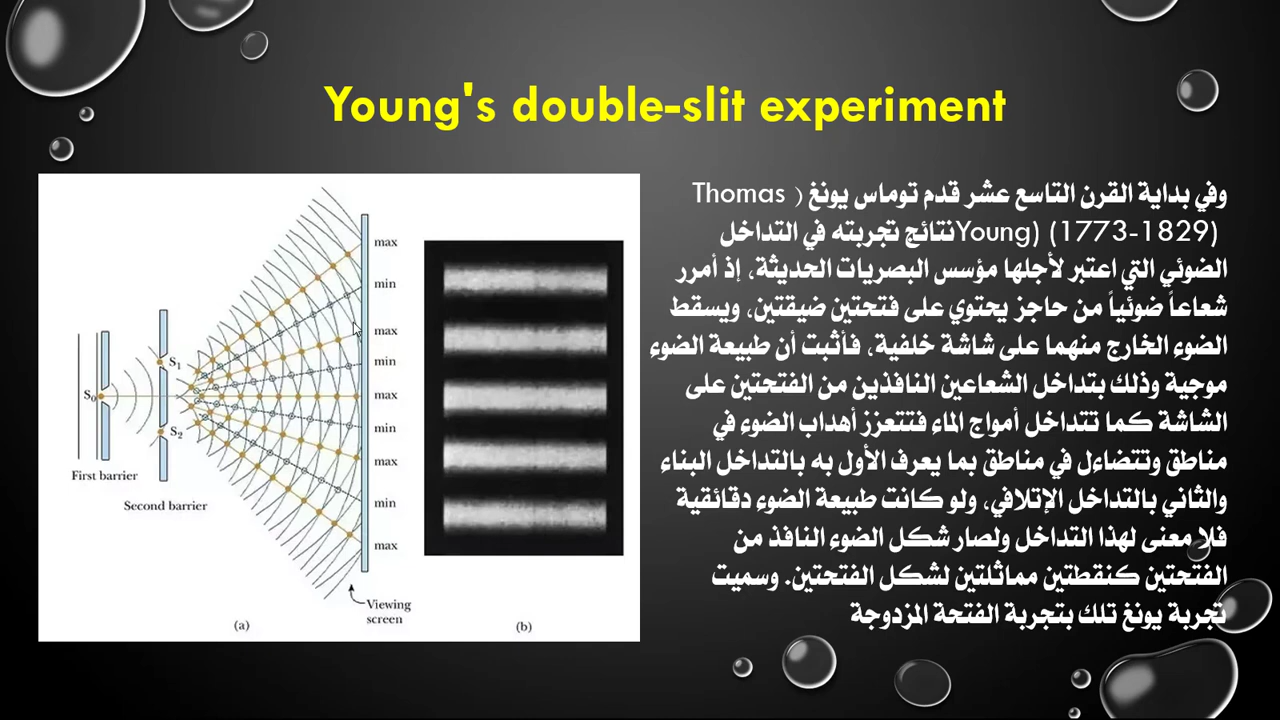 Young's double-slit experiment
max
min
max
min
max
min
max
min
max
S1
S0
S2
First barrier
Second barrier
Viewing
screen
(a)
(b)
وفي بداية القرن التاسع عشر قدم توماس يونغ ( Thomas
Young) (1773-1829)نتائج تجربته في التداخل
الضوئي التي اعتبر لأجلها مؤسس البصريات الحديثة، إذ أمرر
شعاعاً ضوئياً من حاجز يحتوي على فتحتين ضيقتين، ويسقط
الضوء الخارج منهما على شاشة خلفية، فأثبت أن طبيعة الضوء
موجية وذلك بتداخل الشعاعين النافذين من الفتحتين على
الشاشة كما تتداخل أمواج الماء فتتعزز أهداب الضوء في
مناطق وتتضاءل في مناطق بما يعرف الأول به بالتداخل البناء
والثاني بالتداخل الإتلافي، ولو كانت طبيعة الضوء دقائقية
فلا معنى لهذا التداخل ولصار شكل الضوء النافذ من
الفتحتين كنقطتين مماثلتين لشكل الفتحتين. وسميت
تجربة يونغ تلك بتجربة الفتحة المزدوجة